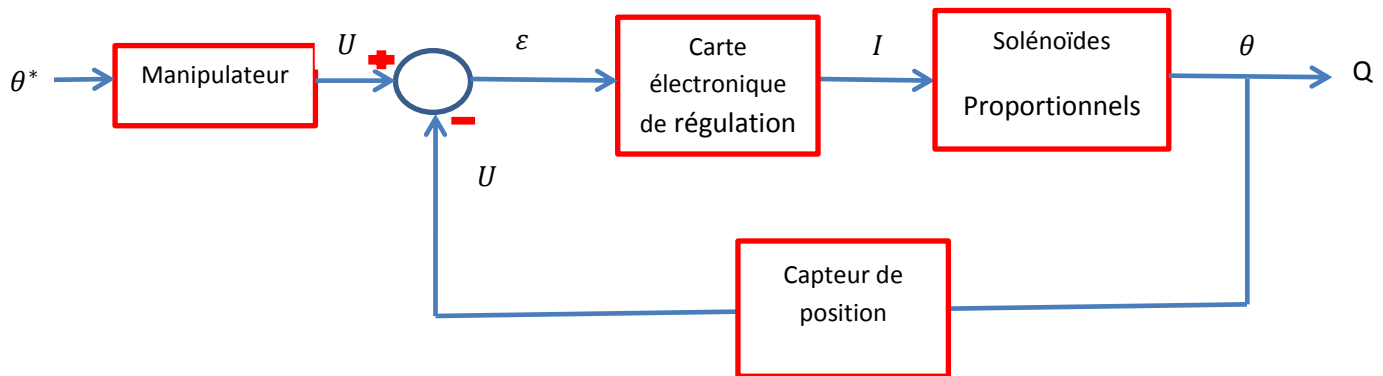 θ*
Manipulateur
U
+
−
ε
Carte
électronique
de régulation
I
Solénoïdes
Proportionnels
θ
Q
U
Capteur de
position